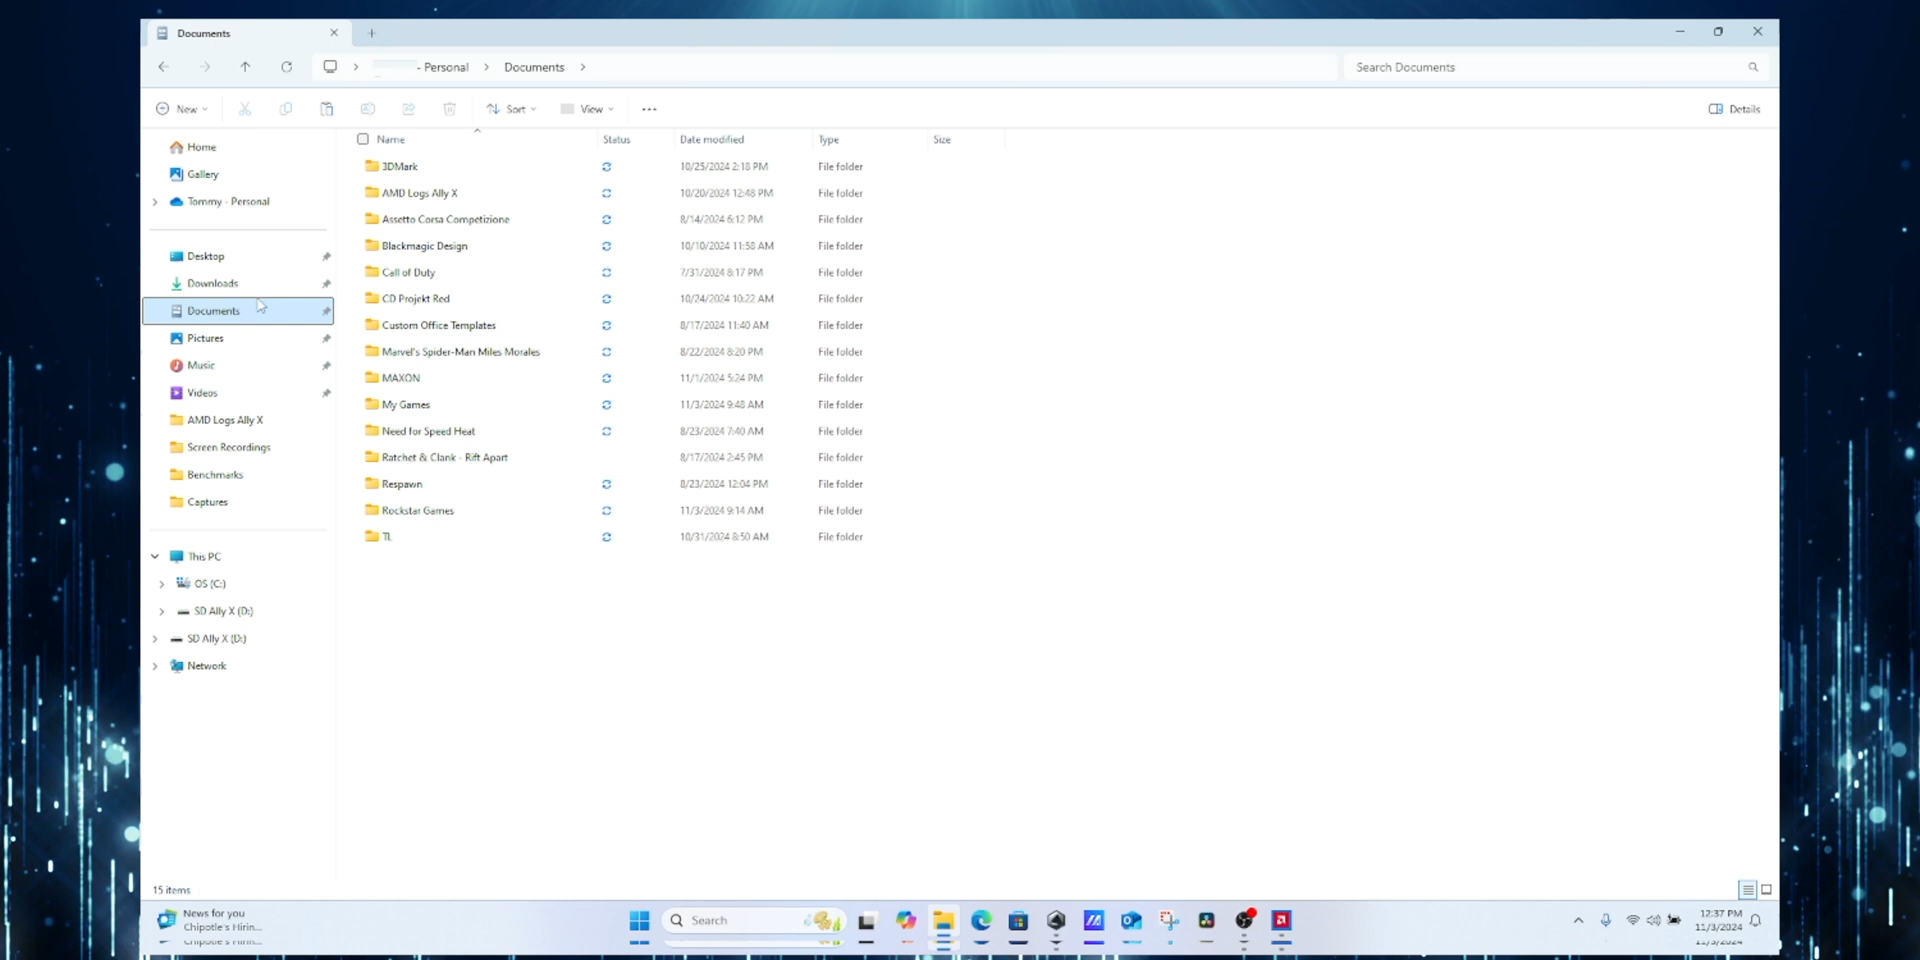 Documents
- Personal > Documents >
Search Documents
New
Sort
View
Details
Home
Gallery
Tommy - Personal
Desktop
Downloads
Documents
Pictures
Music
Videos
AMD Logs Ally X
Screen Recordings
Benchmarks
Captures
This PC
OS (C:)
SD Ally X (D:)
SD Ally X (D:)
Network
Name Status Date modified Type Size
3DMark 10/25/2024 2:18 PM File folder
AMD Logs Ally X 10/20/2024 12:48 PM File folder
Assetto Corsa Competizione 8/14/2024 6:12 PM File folder
Blackmagic Design 10/10/2024 11:58 AM File folder
Call of Duty 7/31/2024 8:17 PM File folder
CD Projekt Red 10/24/2024 10:22 AM File folder
Custom Office Templates 8/17/2024 11:40 AM File folder
Marvel's Spider-Man Miles Morales 8/22/2024 8:20 PM File folder
MAXON 11/1/2024 5:24 PM File folder
My Games 11/3/2024 9:48 AM File folder
Need for Speed Heat 8/23/2024 7:40 AM File folder
Ratchet & Clank - Rift Apart 8/17/2024 2:45 PM File folder
Respawn 8/23/2024 12:04 PM File folder
Rockstar Games 11/3/2024 9:14 AM File folder
TL 10/31/2024 8:50 AM File folder
15 items
News for you
Chipotle's Hirin...
Search
12:37 PM
11/3/2024